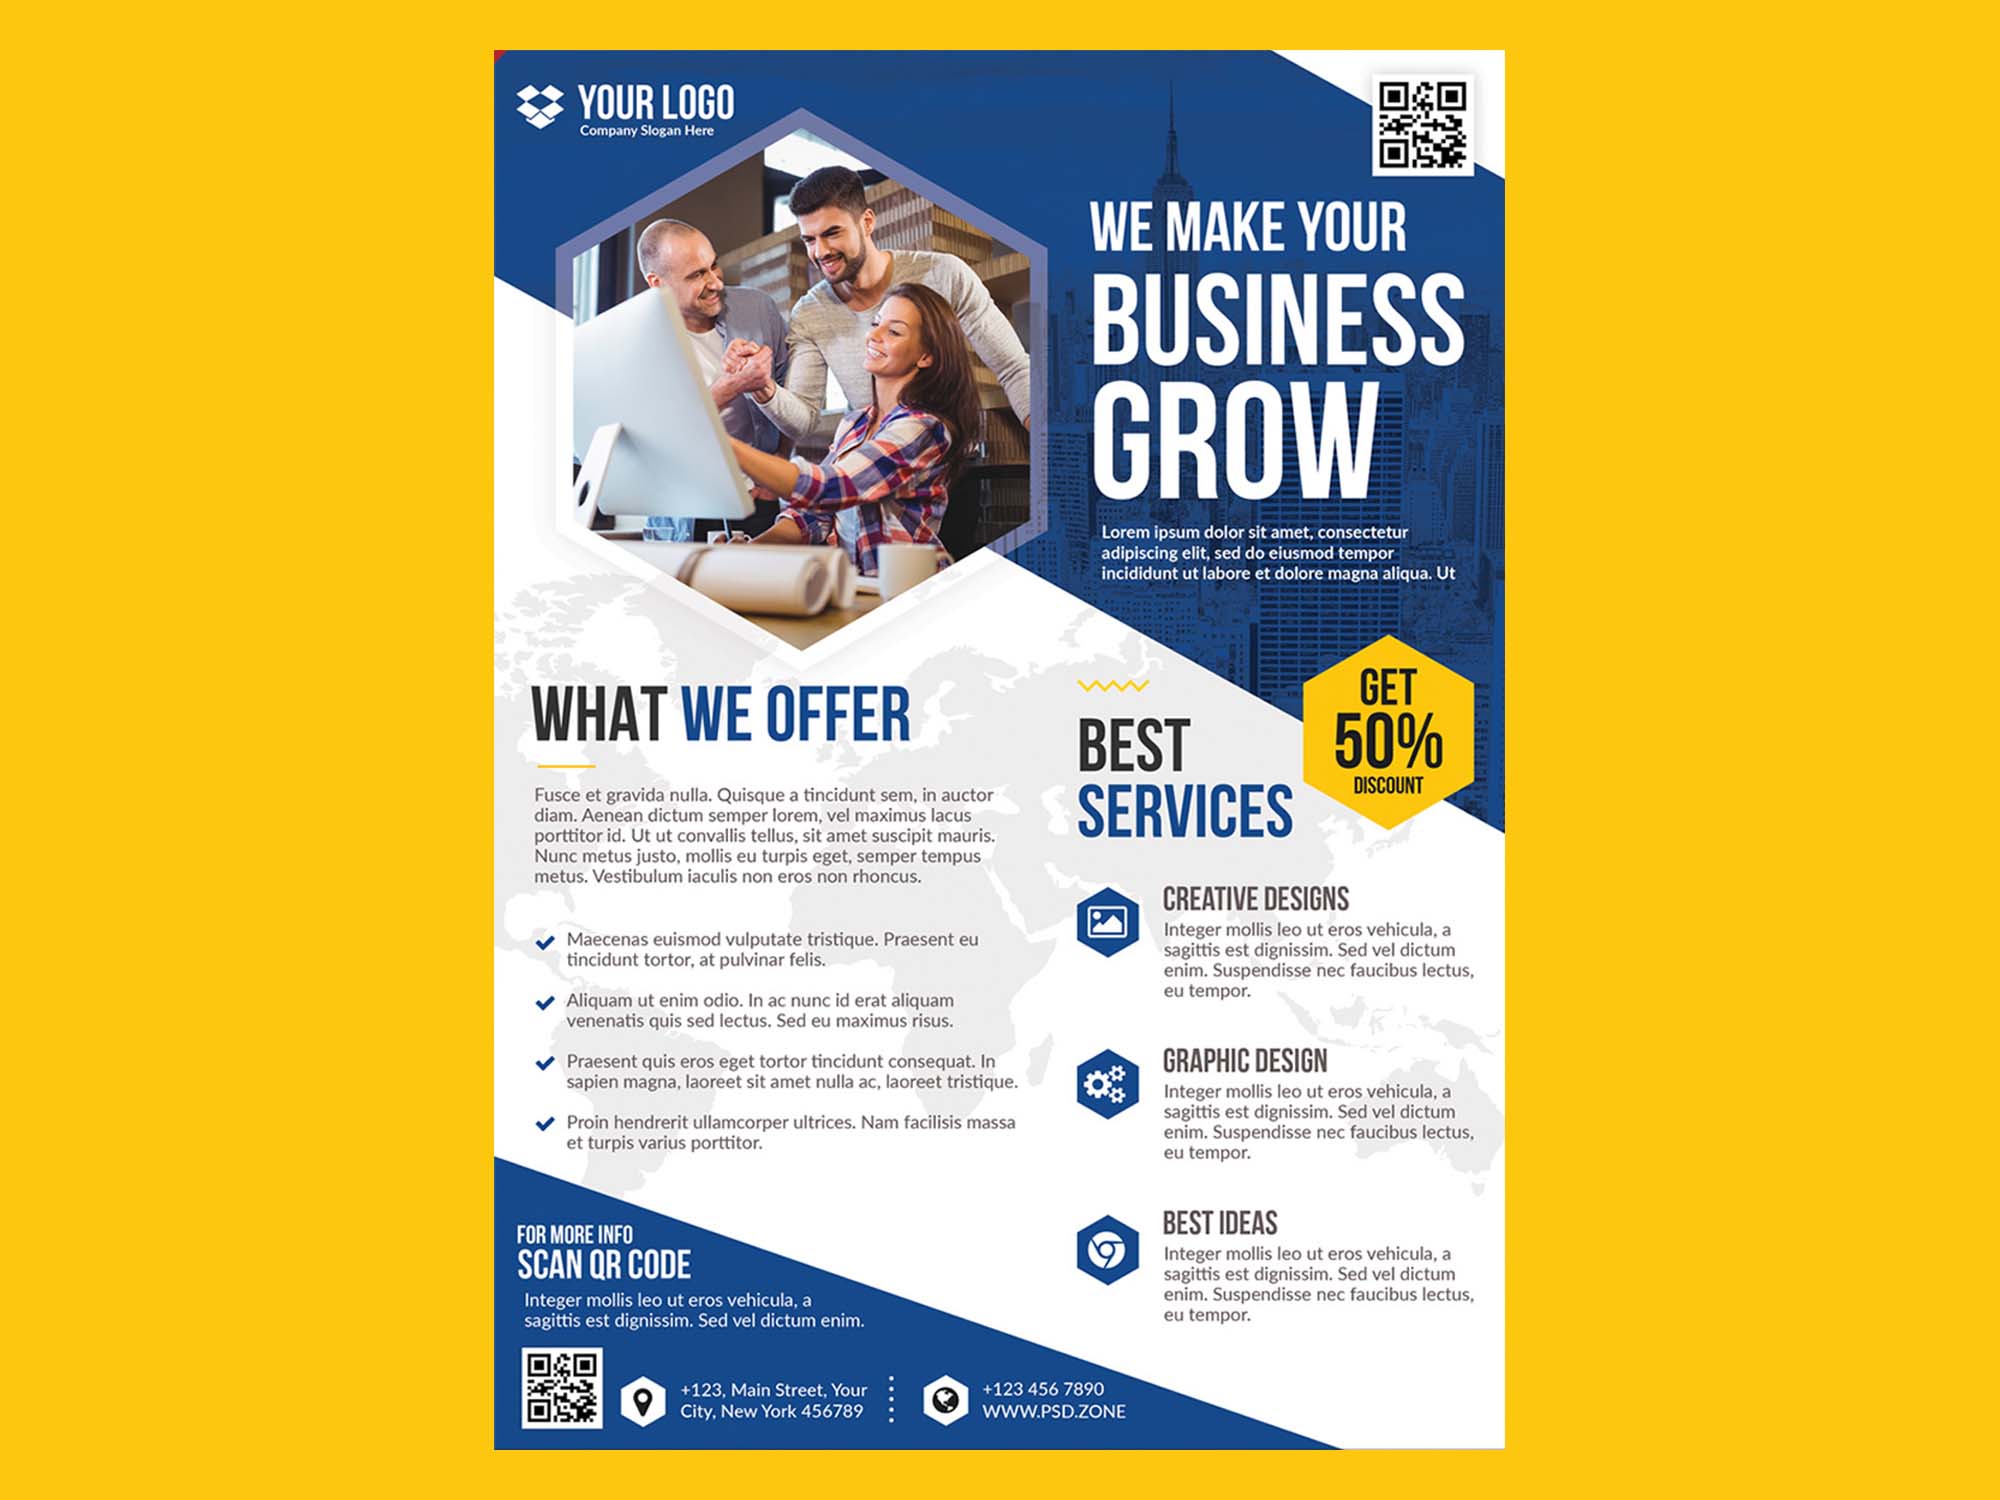 YOUR LOGO
Company Slogan Here
WE MAKE YOUR
BUSINESS
GROW
Lorem ipsum dolor sit amet, consectetur
adipiscing elit, sed do eiusmod tempor
incididunt ut labore et dolore magna aliqua. Ut
GET
50%
DISCOUNT
WHAT WE OFFER
Fusce et gravida nulla. Quisque a tincidunt sem, in auctor
diam. Aenean dictum semper lorem, vel maximus lacus
porttitor id. Ut ut convallis tellus, sit amet suscipit mauris.
Nunc metus justo, mollis eu turpis eget, semper tempus
metus. Vestibulum iaculis non eros non rhoncus.
Maecenas euismod vulputate tristique. Praesent eu
tincidunt tortor, at pulvinar felis.
Aliquam ut enim odio. In ac nunc id erat aliquam
venenatis quis sed lectus. Sed eu maximus risus.
Praesent quis eros eget tortor tincidunt consequat. In
sapien magna, laoreet sit amet nulla ac, laoreet tristique.
Proin hendrerit ullamcorper ultrices. Nam facilisis massa
et turpis varius porttitor.
BEST
SERVICES
CREATIVE DESIGNS
Integer mollis leo ut eros vehicula, a
sagittis est dignissim. Sed vel dictum
enim. Suspendisse nec faucibus lectus,
eu tempor.
GRAPHIC DESIGN
Integer mollis leo ut eros vehicula, a
sagittis est dignissim. Sed vel dictum
enim. Suspendisse nec faucibus lectus,
eu tempor.
BEST IDEAS
Integer mollis leo ut eros vehicula, a
sagittis est dignissim. Sed vel dictum
enim. Suspendisse nec faucibus lectus,
eu tempor.
FOR MORE INFO
SCAN QR CODE
Integer mollis leo ut eros vehicula, a
sagittis est dignissim. Sed vel dictum enim.
+123, Main Street, Your
City, New York 456789
+123 456 7890
WWW.PSD.ZONE